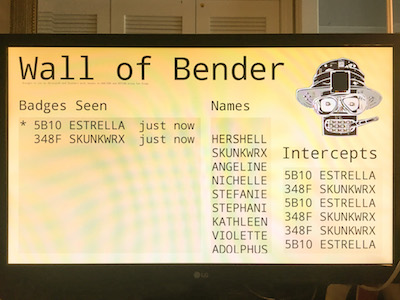 Wall of Bender
Badges Seen
* 5B10 ESTRELLA just now
348F SKUNKWRX just now
Names
HERSHELL
SKUNKWRX
ANGELINE
NICHELLE
STEFANIE
STEPHANI
KATHLEEN
VIOLETTE
ADOLPHUS
Intercepts
5B10 ESTRELLA
348F SKUNKWRX
5B10 ESTRELLA
348F SKUNKWRX
348F SKUNKWRX
5B10 ESTRELLA
LG